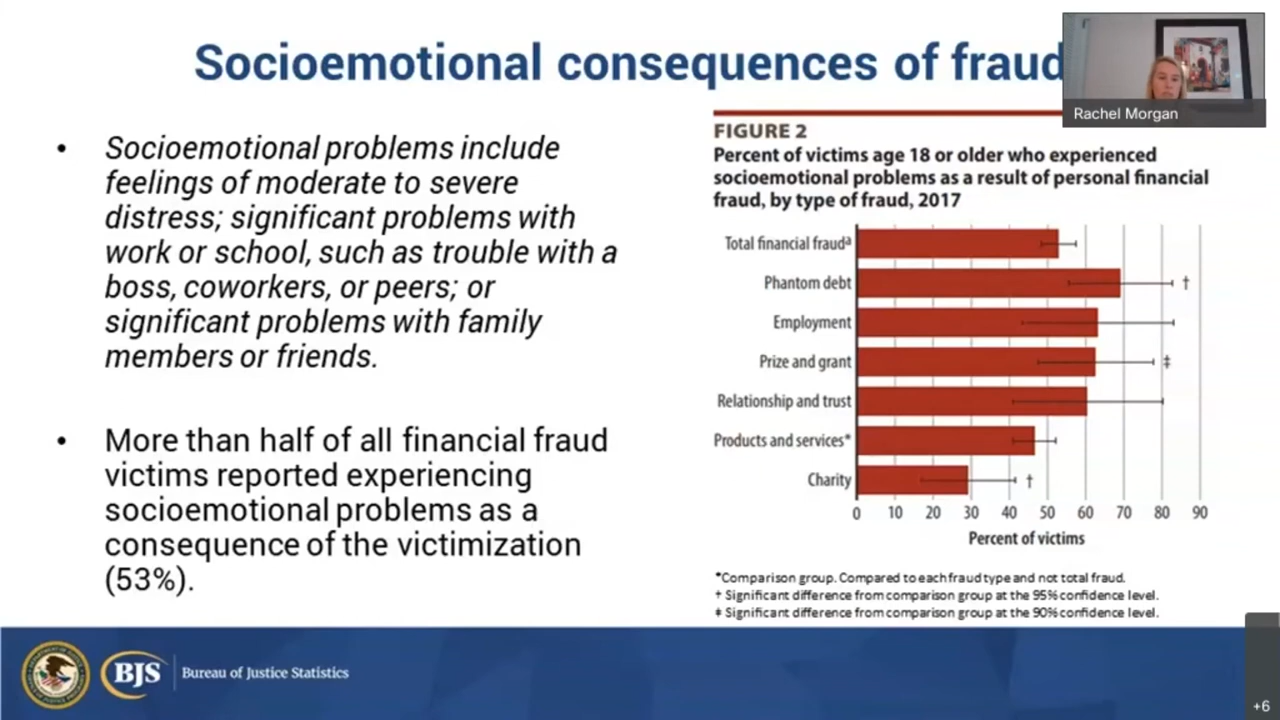 Socioemotional consequences of fraud
Rachel Morgan
• Socioemotional problems include
feelings of moderate to severe
distress; significant problems with
work or school, such as trouble with a
boss, coworkers, or peers; or
significant problems with family
members or friends.
• More than half of all financial fraud
victims reported experiencing
socioemotional problems as a
consequence of the victimization
(53%).
FIGURE 2
Percent of victims age 18 or older who experienced
socioemotional problems as a result of personal financial
fraud, by type of fraud, 2017
Total financial fraudᵃ
Phantom debt †
Employment
Prize and grant ‡
Relationship and trust
Products and services*
Charity †
0 10 20 30 40 50 60 70 80 90
Percent of victims
*Comparison group. Compared to each fraud type and not total fraud.
† Significant difference from comparison group at the 95% confidence level.
‡ Significant difference from comparison group at the 90% confidence level.
BJS Bureau of Justice Statistics
+6